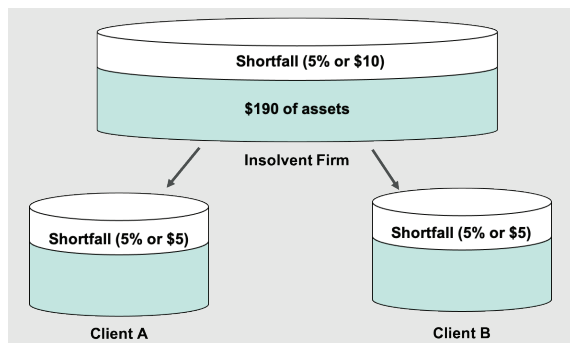 Shortfall (5% or $10)
$190 of assets
Insolvent Firm
Shortfall (5% or $5)
Shortfall (5% or $5)
Client A
Client B